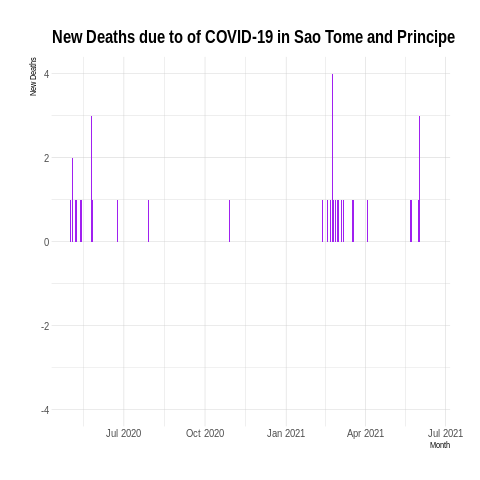 New Deaths due to of COVID-19 in Sao Tome and Principe
New Deaths
4
2
0
-2
-4
Jul 2020 Oct 2020 Jan 2021 Apr 2021 Jul 2021
Month